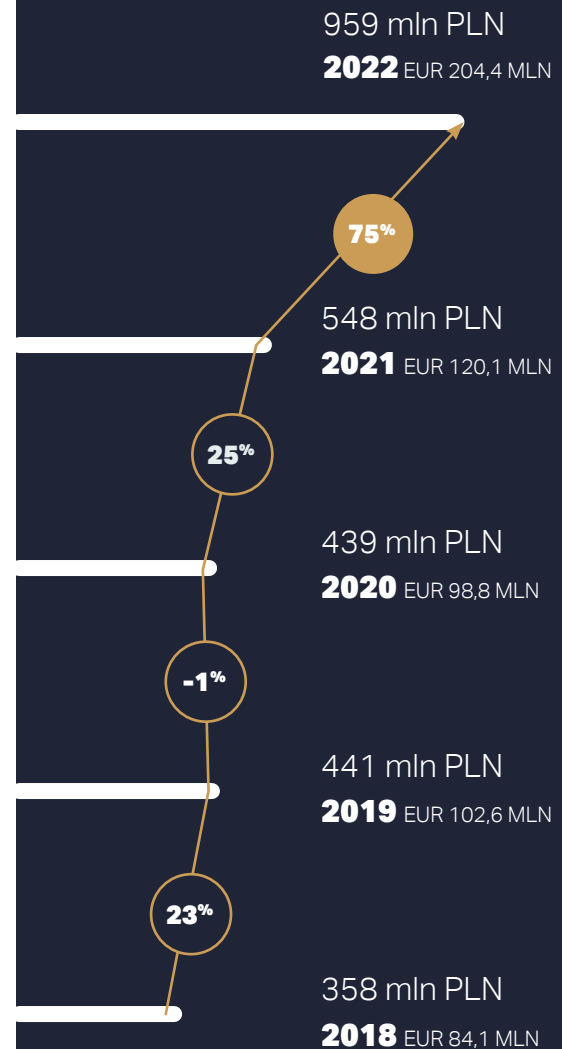 959 mln PLN
2022 EUR 204,4 MLN
75%
548 mln PLN
2021 EUR 120,1 MLN
25%
439 mln PLN
2020 EUR 98,8 MLN
-1%
441 mln PLN
2019 EUR 102,6 MLN
23%
358 mln PLN
2018 EUR 84,1 MLN